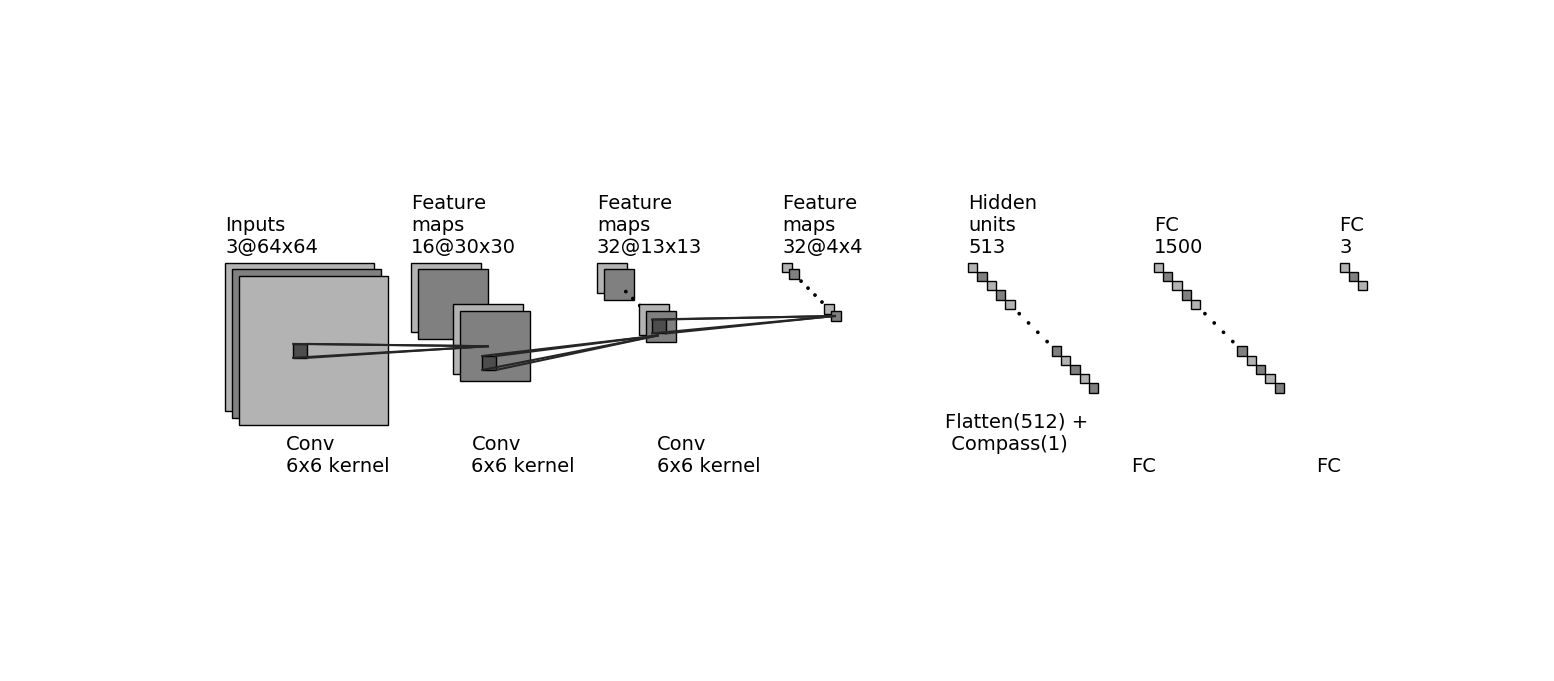 Inputs
3@64x64
Feature
maps
16@30x30
Feature
maps
32@13x13
Feature
maps
32@4x4
Hidden
units
513
FC
1500
FC
3
Conv
6x6 kernel
Conv
6x6 kernel
Conv
6x6 kernel
Flatten(512) +
Compass(1)
FC
FC